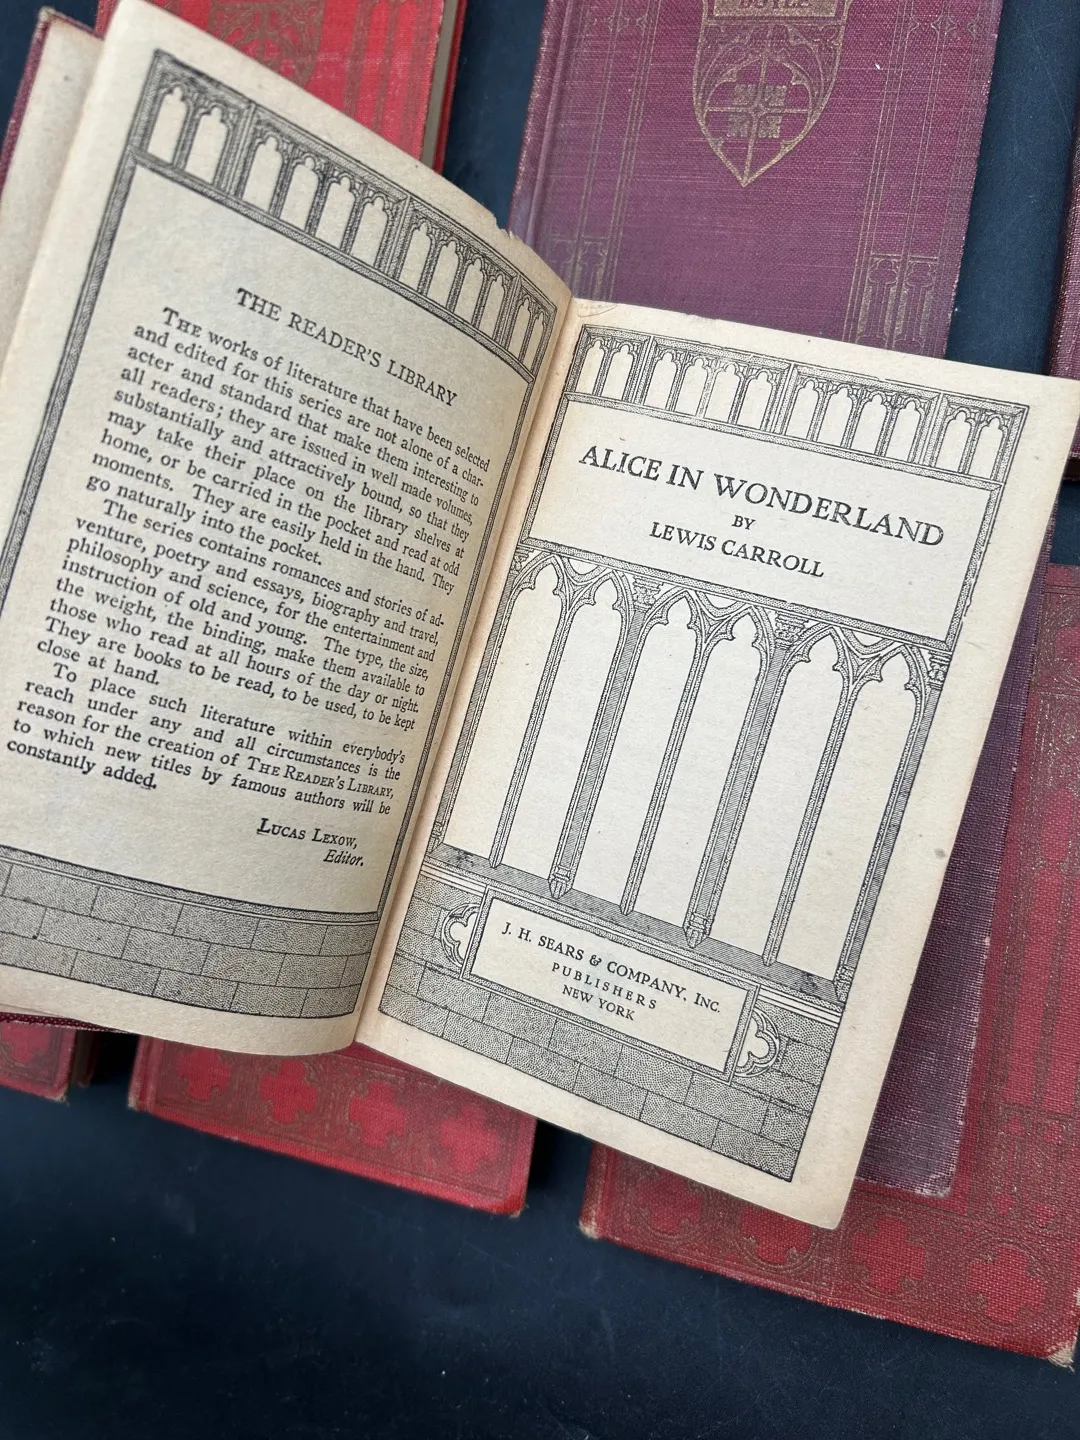 DOYLE
THE READER'S LIBRARY
THE works of literature that have been selected
and edited for this series are not alone of a char-
acter and standard that make them interesting to
all readers; they are issued in well made volumes,
substantially and attractively bound, so that they
may take their place on the library shelves at
home, or be carried in the pocket and read at odd
moments. They are easily held in the hand. They
go naturally into the pocket.
The series contains romances and stories of ad-
venture, poetry and essays, biography and travel,
philosophy and science, for the entertainment and
instruction of old and young. The type, the size,
the weight, the binding, make them available to
those who read at all hours of the day or night.
They are books to be read, to be used, to be kept
close at hand.
To place such literature within everybody's
reach under any and all circumstances is the
reason for the creation of THE READER'S LIBRARY,
to which new titles by famous authors will be
constantly added.
LUCAS LEXOW,
Editor.
ALICE IN WONDERLAND
BY
LEWIS CARROLL
J. H. SEARS & COMPANY, INC.
PUBLISHERS
NEW YORK